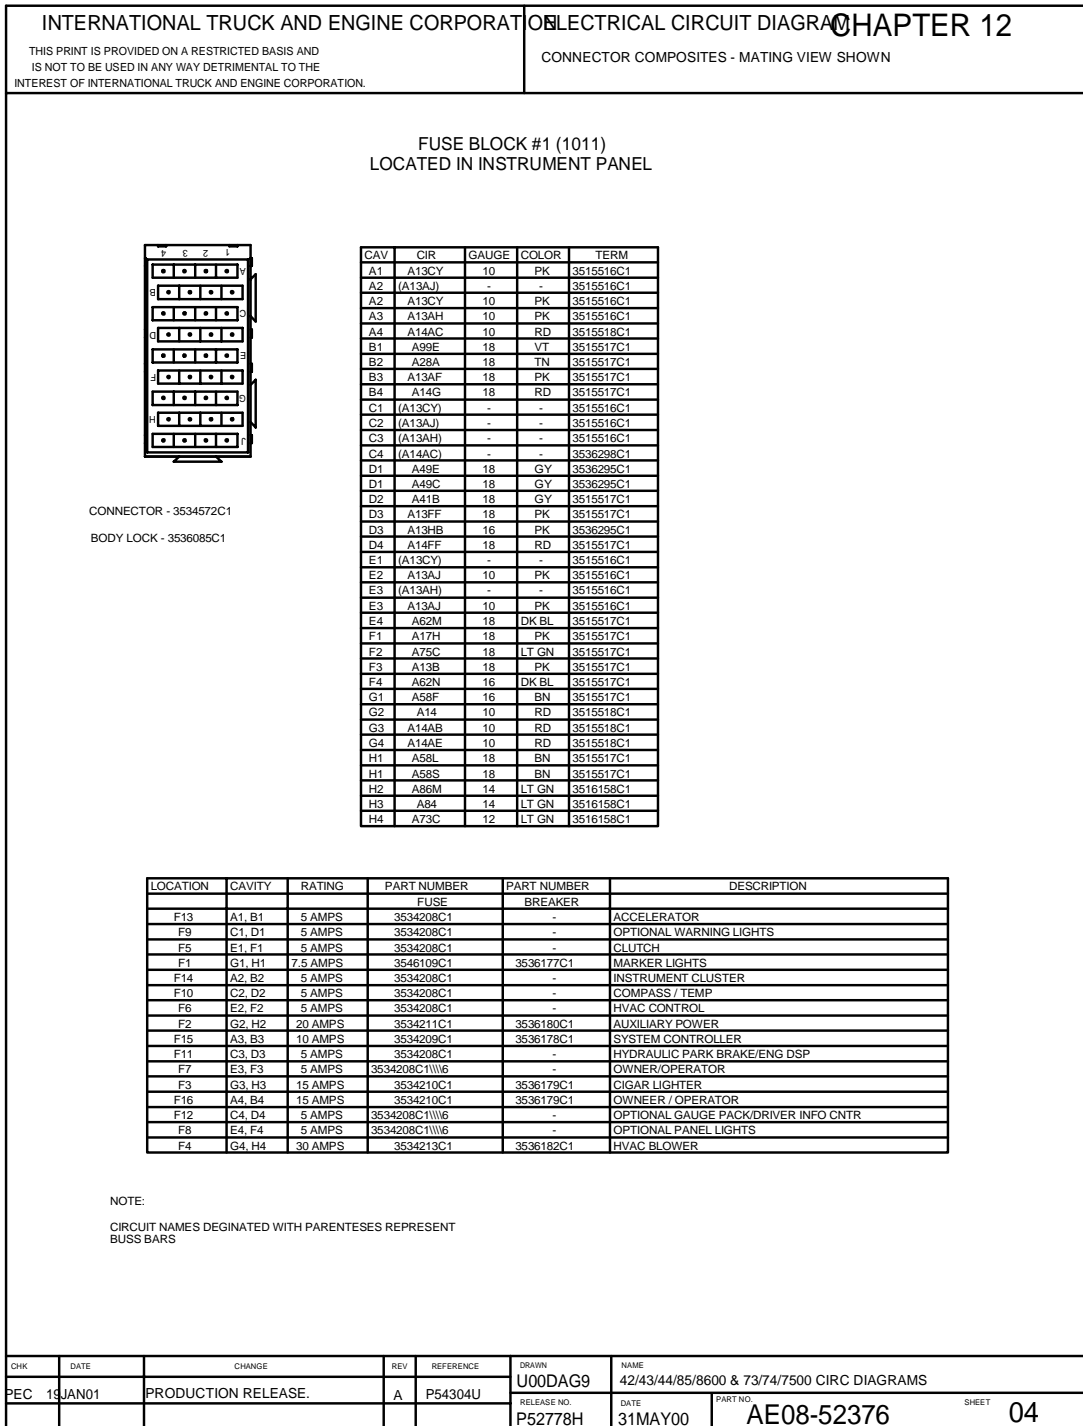 INTERNATIONAL TRUCK AND ENGINE CORPORATION
THIS PRINT IS PROVIDED ON A RESTRICTED BASIS AND
IS NOT TO BE USED IN ANY WAY DETRIMENTAL TO THE
INTEREST OF INTERNATIONAL TRUCK AND ENGINE CORPORATION.
ELECTRICAL CIRCUIT DIAGRAM
CHAPTER 12
CONNECTOR COMPOSITES - MATING VIEW SHOWN
FUSE BLOCK #1 (1011)
LOCATED IN INSTRUMENT PANEL
4 3 2 1
A
B
C
D
E
F
G
H
J
CONNECTOR - 3534572C1
BODY LOCK - 3536085C1
CAV CIR GAUGE COLOR TERM
A1 A13CY 10 PK 3515516C1
A2 (A13AJ) - - 3515516C1
A2 A13CY 10 PK 3515516C1
A3 A13AH 10 PK 3515516C1
A4 A14AC 10 RD 3515518C1
B1 A99E 18 VT 3515517C1
B2 A28A 18 TN 3515517C1
B3 A13AF 18 PK 3515517C1
B4 A14G 18 RD 3515517C1
C1 (A13CY) - - 3515516C1
C2 (A13AJ) - - 3515516C1
C3 (A13AH) - - 3515516C1
C4 (A14AC) - - 3536298C1
D1 A49E 18 GY 3536295C1
D1 A49C 18 GY 3536295C1
D2 A41B 18 GY 3515517C1
D3 A13FF 18 PK 3515517C1
D3 A13HB 16 PK 3536295C1
D4 A14FF 18 RD 3515517C1
E1 (A13CY) - - 3515516C1
E2 A13AJ 10 PK 3515516C1
E3 (A13AH) - - 3515516C1
E3 A13AJ 10 PK 3515516C1
E4 A62M 18 DK BL 3515517C1
F1 A17H 18 PK 3515517C1
F2 A75C 18 LT GN 3515517C1
F3 A13B 18 PK 3515517C1
F4 A62N 16 DK BL 3515517C1
G1 A58F 16 BN 3515517C1
G2 A14 10 RD 3515518C1
G3 A14AB 10 RD 3515518C1
G4 A14AE 10 RD 3515518C1
H1 A58L 18 BN 3515517C1
H1 A58S 18 BN 3515517C1
H2 A86M 14 LT GN 3516158C1
H3 A84 14 LT GN 3516158C1
H4 A73C 12 LT GN 3516158C1
LOCATION CAVITY RATING PART NUMBER PART NUMBER DESCRIPTION
FUSE BREAKER
F13 A1, B1 5 AMPS 3534208C1 - ACCELERATOR
F9 C1, D1 5 AMPS 3534208C1 - OPTIONAL WARNING LIGHTS
F5 E1, F1 5 AMPS 3534208C1 - CLUTCH
F1 G1, H1 7.5 AMPS 3546109C1 3536177C1 MARKER LIGHTS
F14 A2, B2 5 AMPS 3534208C1 - INSTRUMENT CLUSTER
F10 C2, D2 5 AMPS 3534208C1 - COMPASS / TEMP
F6 E2, F2 5 AMPS 3534208C1 - HVAC CONTROL
F2 G2, H2 20 AMPS 3534211C1 3536180C1 AUXILIARY POWER
F15 A3, B3 10 AMPS 3534209C1 3536178C1 SYSTEM CONTROLLER
F11 C3, D3 5 AMPS 3534208C1 - HYDRAULIC PARK BRAKE/ENG DSP
F7 E3, F3 5 AMPS 3534208C1\\\\6 - OWNER/OPERATOR
F3 G3, H3 15 AMPS 3534210C1 3536179C1 CIGAR LIGHTER
F16 A4, B4 15 AMPS 3534210C1 3536179C1 OWNEER / OPERATOR
F12 C4, D4 5 AMPS 3534208C1\\\\6 - OPTIONAL GAUGE PACK/DRIVER INFO CNTR
F8 E4, F4 5 AMPS 3534208C1\\\\6 - OPTIONAL PANEL LIGHTS
F4 G4, H4 30 AMPS 3534213C1 3536182C1 HVAC BLOWER
NOTE:
CIRCUIT NAMES DEGINATED WITH PARENTESES REPRESENT
BUSS BARS
CHK DATE CHANGE REV REFERENCE
PEC 19JAN01 PRODUCTION RELEASE. A P54304U
DRAWN
U00DAG9
NAME
42/43/44/85/8600 & 73/74/7500 CIRC DIAGRAMS
RELEASE NO.
P52778H
DATE
31MAY00
PART NO.
AE08-52376
SHEET
04